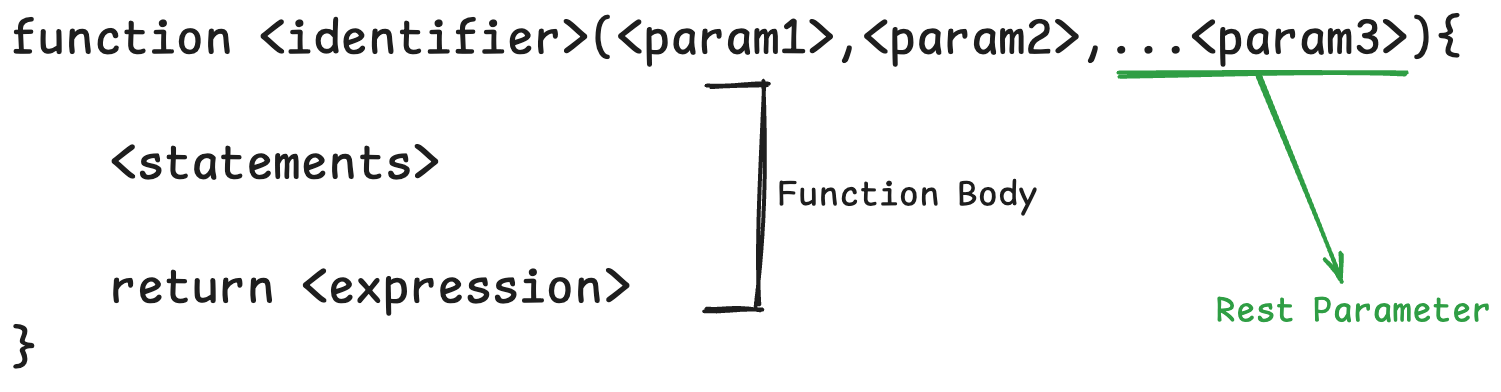 function <identifier>(<param1>,<param2>,...<param3>){
<statements>
Function Body
return <expression>
Rest Parameter
}